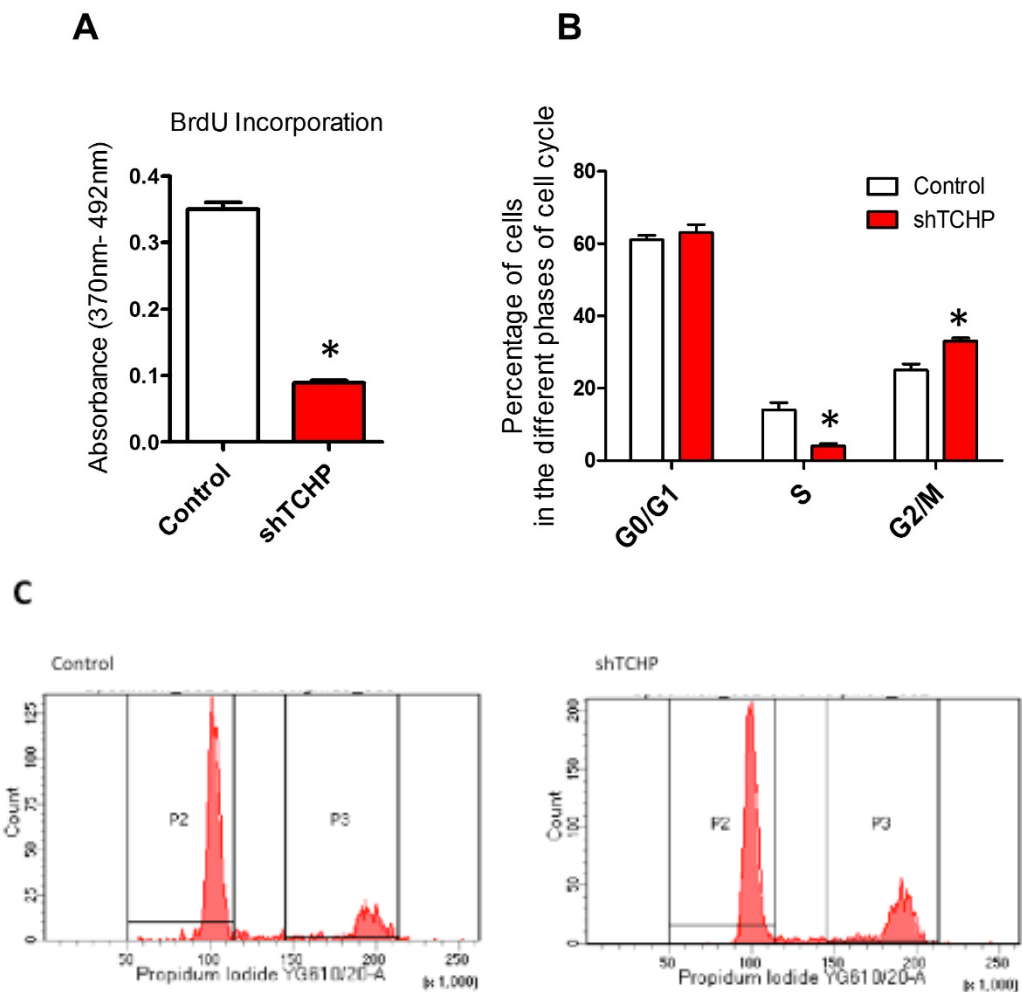 A
BrdU Incorporation
Absorbance (370nm- 492nm)
0.4
0.3
0.2
0.1
0.0
*
Control
shTCHP
B
Percentage of cells
in the different phases of cell cycle
80
60
40
20
0
Control
shTCHP
*
*
G0/G1
S
G2/M
C
Control
Count
125
100
75
50
25
0
P2
P3
50
100
150
200
250
Propidum Iodide YG610/20-A
(x 1,000)
shTCHP
Count
200
150
100
50
0
P2
P3
50
100
150
200
250
Propidum Iodide YG610/20-A
(x 1,000)